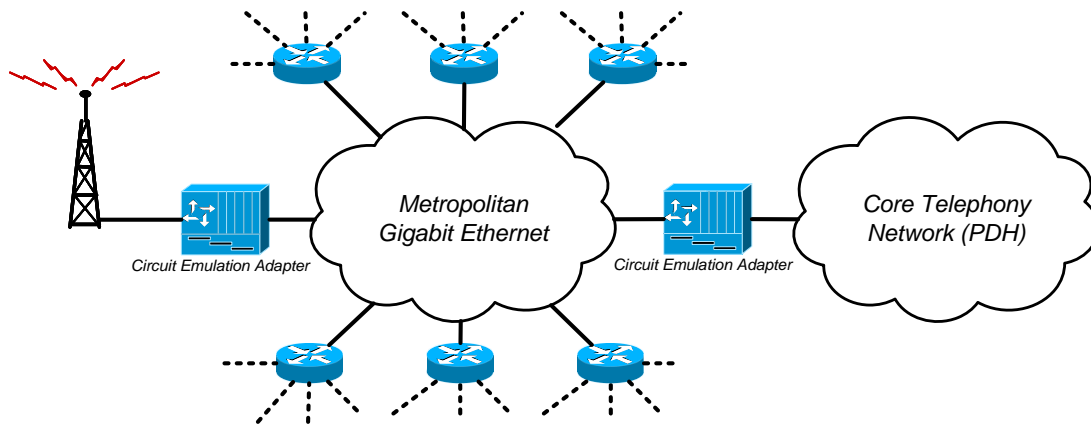 Metropolitan
Gigabit Ethernet
Core Telephony
Network (PDH)
Circuit Emulation Adapter
Circuit Emulation Adapter